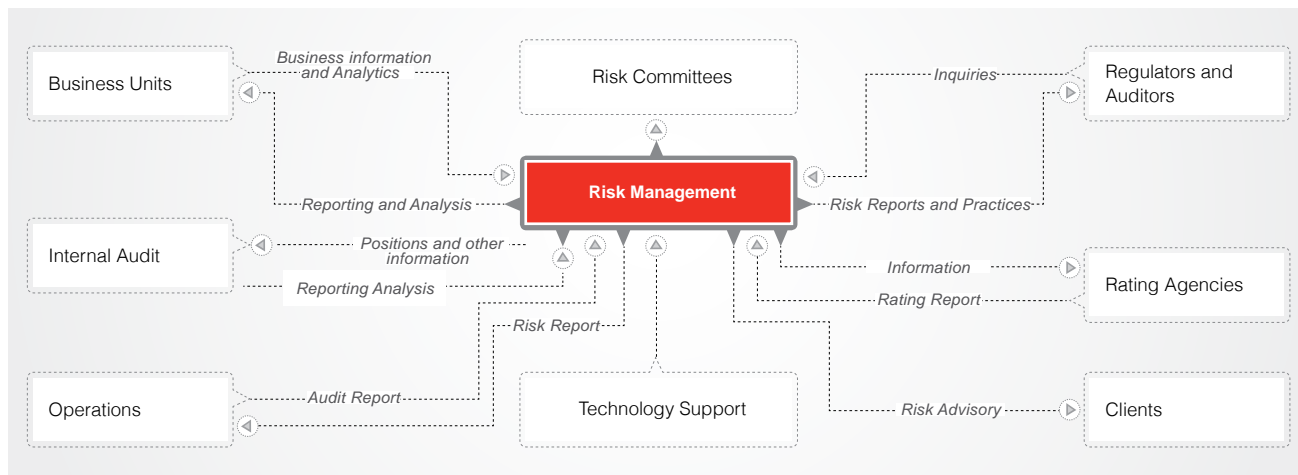 Business Units
Business information
and Analytics
Risk Committees
Inquiries
Regulators and
Auditors
Risk Management
Reporting and Analysis
Risk Reports and Practices
Internal Audit
Positions and other
information
Reporting Analysis
Information
Rating Agencies
Rating Report
Risk Report
Operations
Audit Report
Technology Support
Risk Advisory
Clients